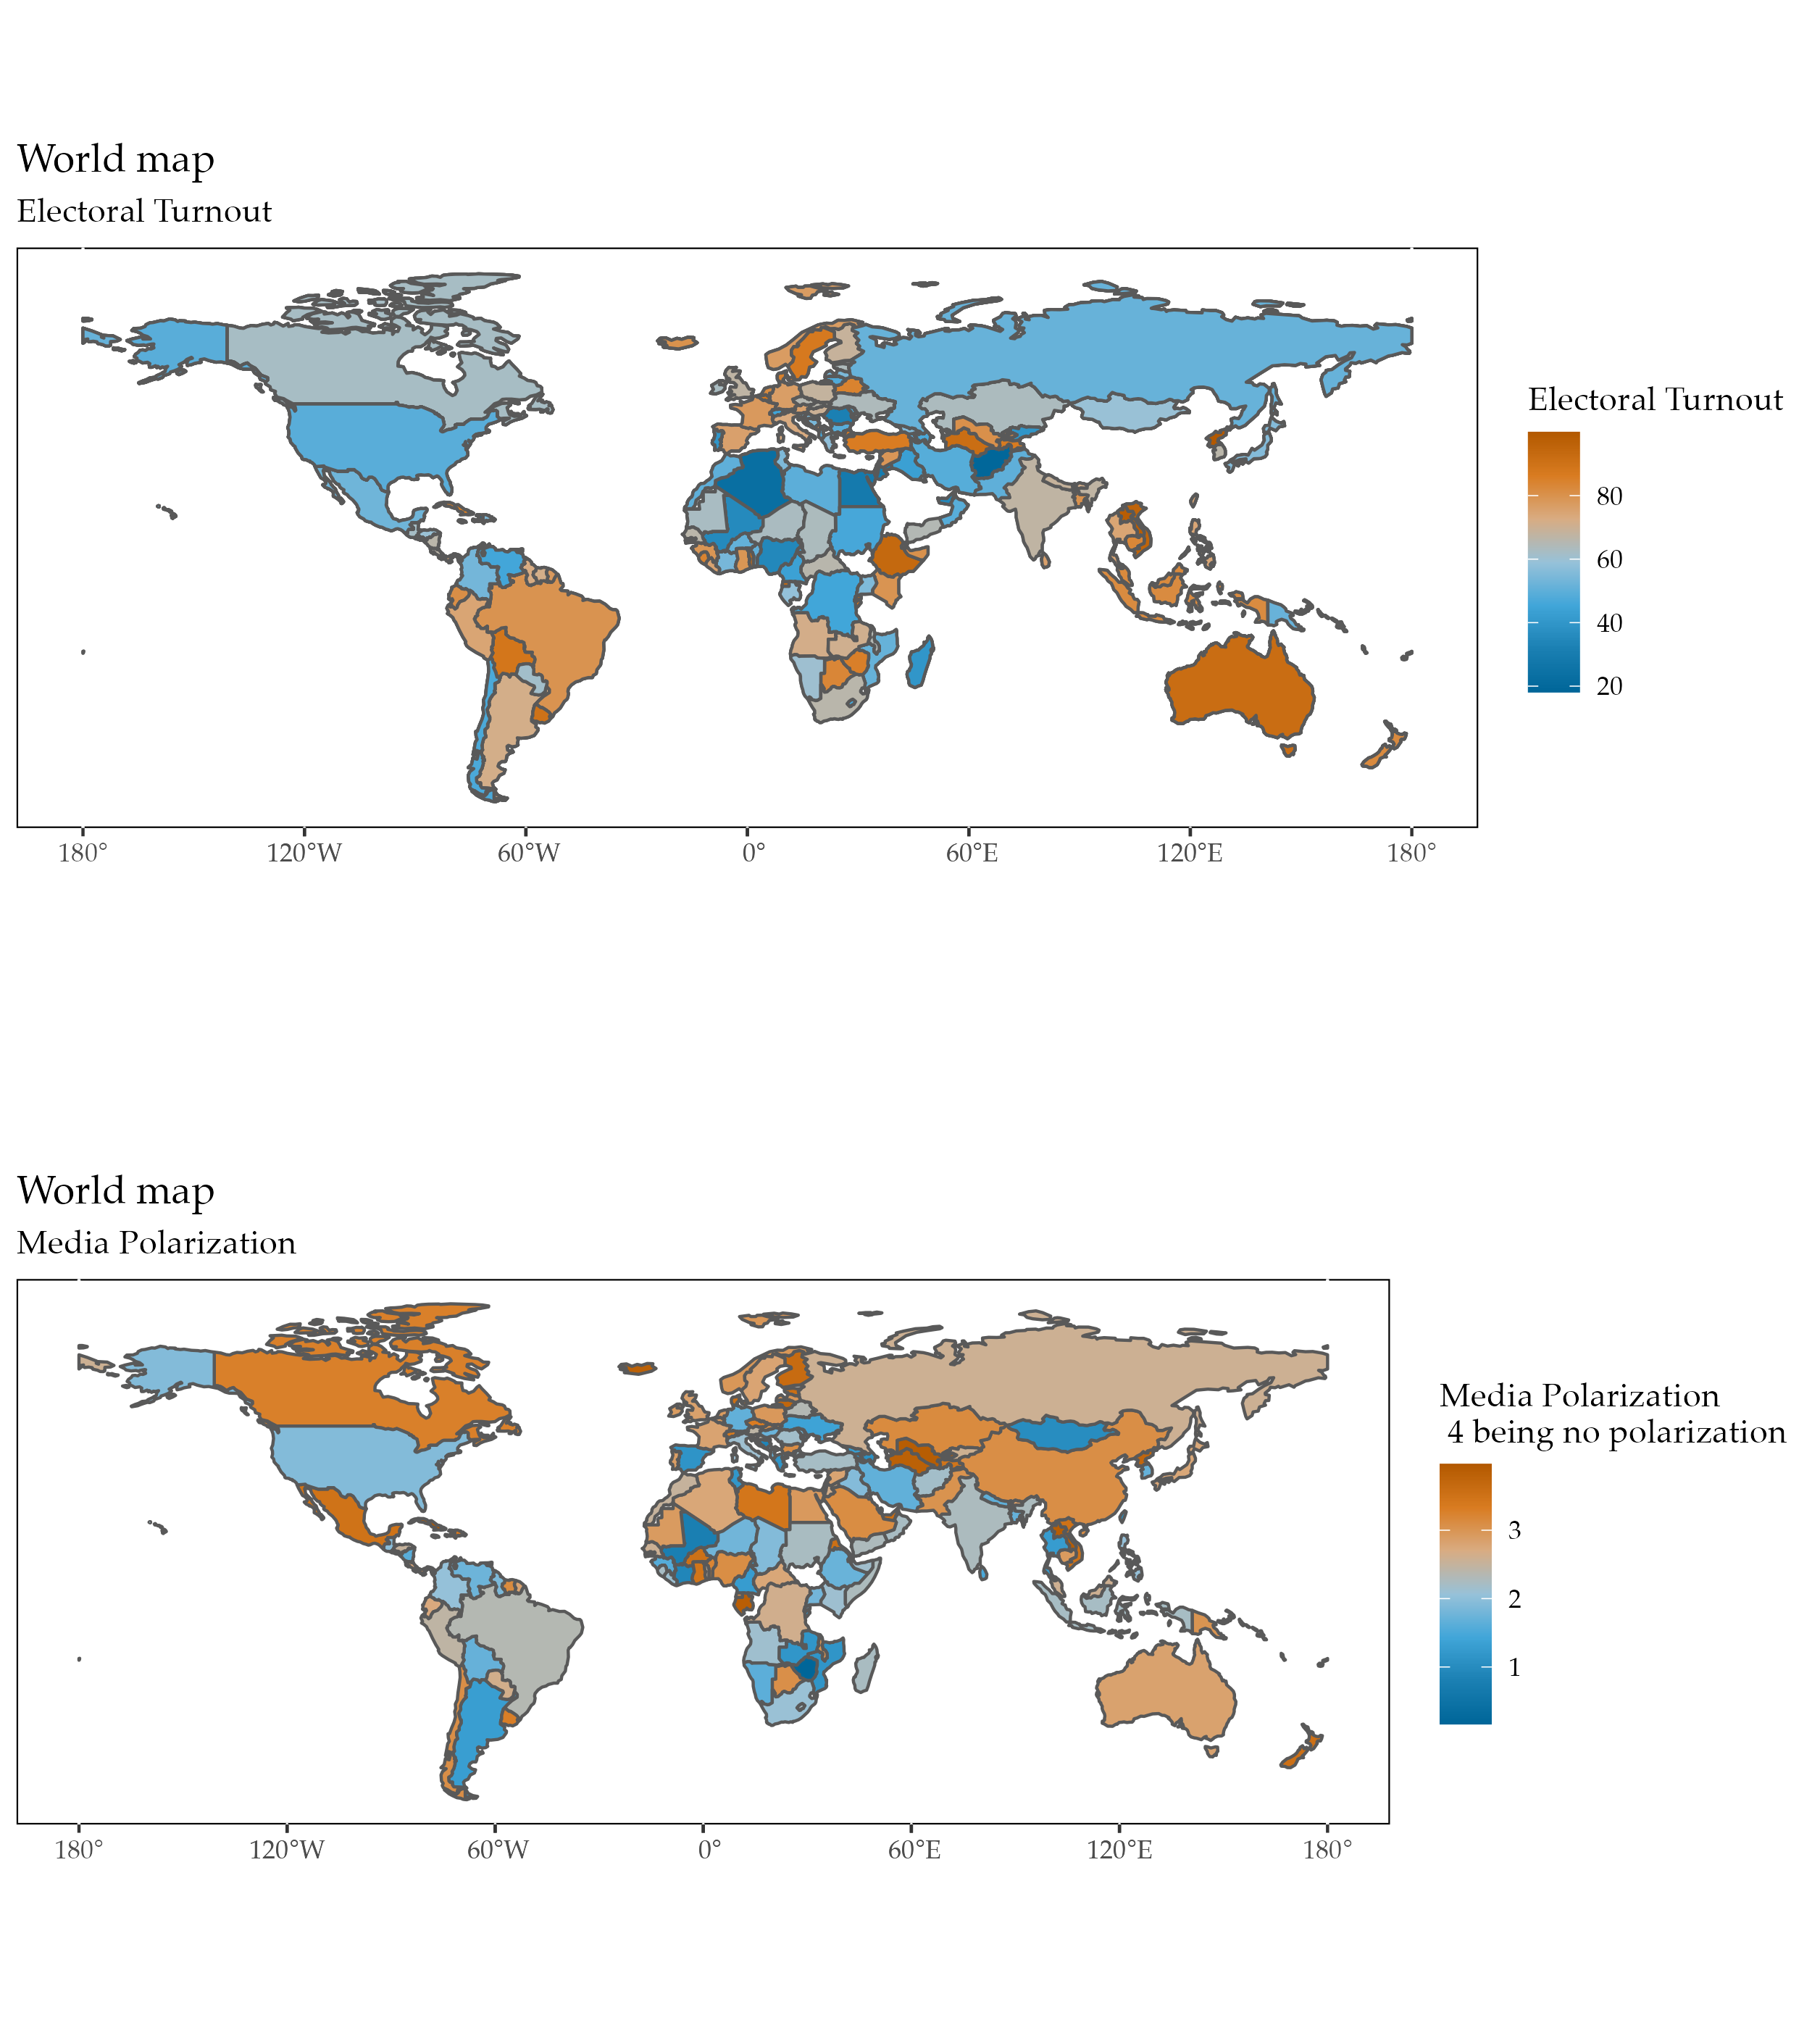 World map
Electoral Turnout
Electoral Turnout
80
60
40
20
180°
120°W
60°W
0°
60°E
120°E
180°
World map
Media Polarization
Media Polarization
4 being no polarization
3
2
1
180°
120°W
60°W
0°
60°E
120°E
180°